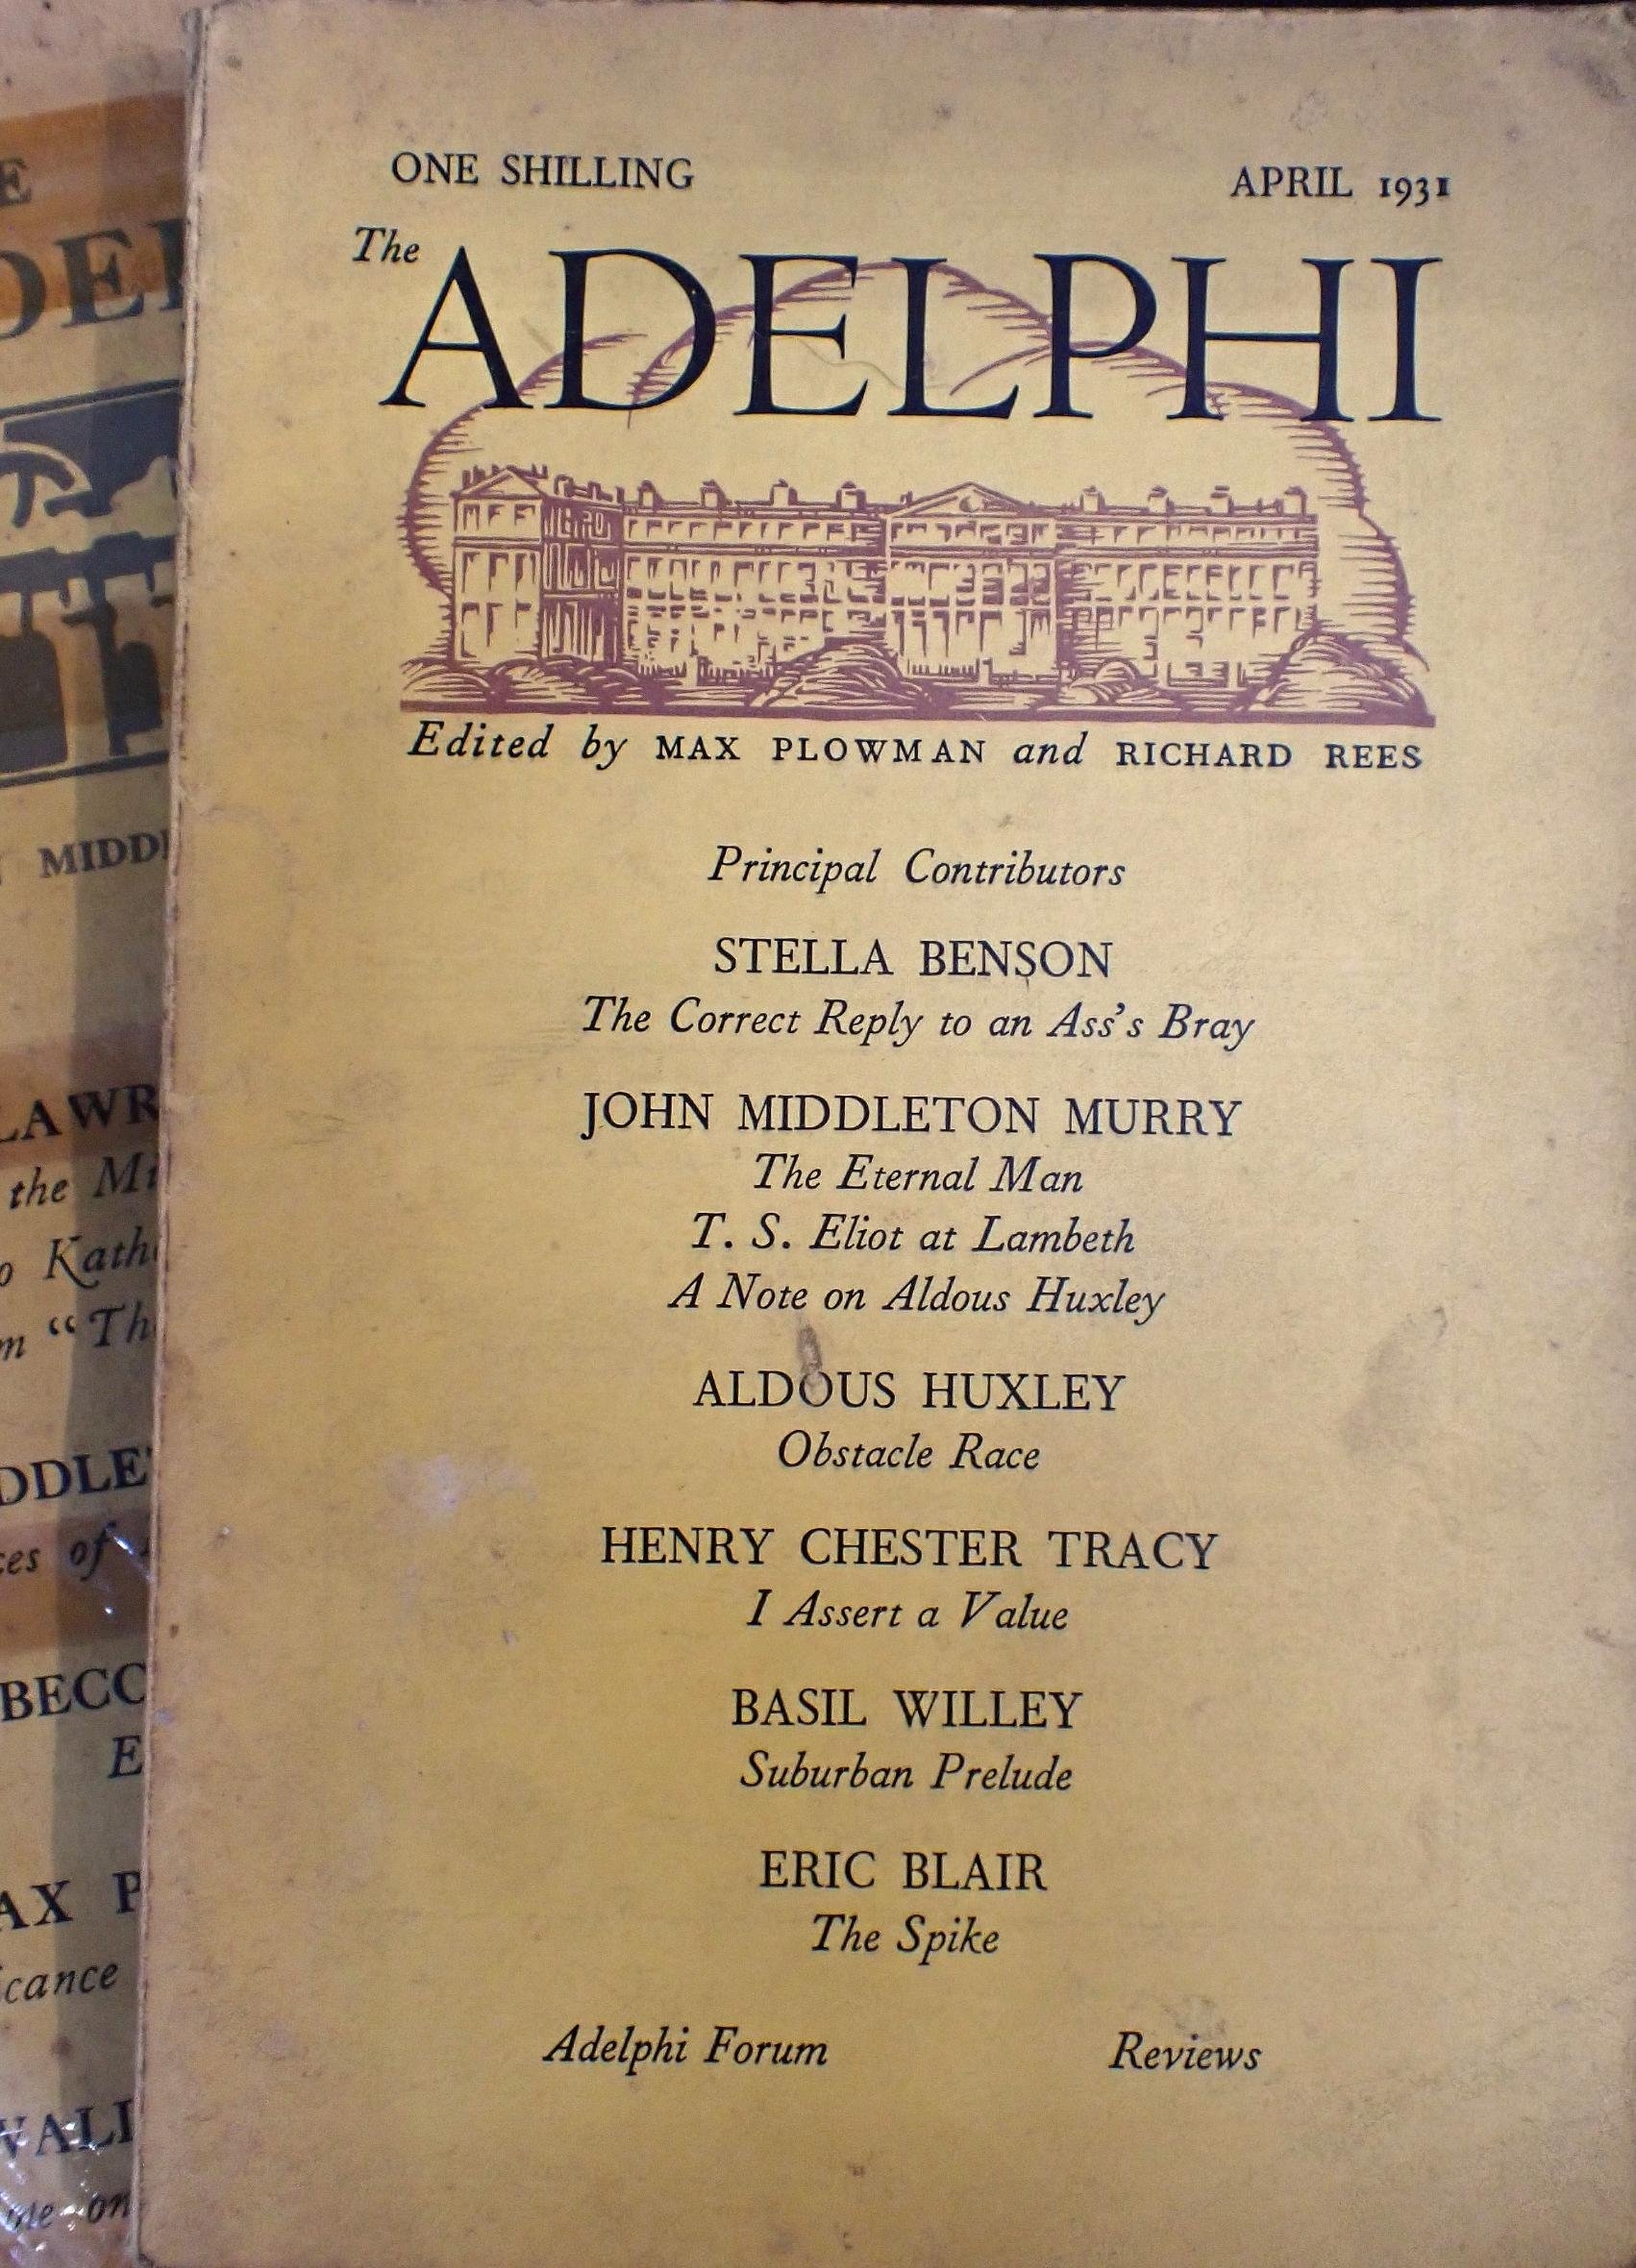 ONE SHILLING
APRIL 1931
The
ADELPHI
Edited by MAX PLOWMAN and RICHARD REES
Principal Contributors
STELLA BENSON
The Correct Reply to an Ass's Bray
JOHN MIDDLETON MURRY
The Eternal Man
T. S. Eliot at Lambeth
A Note on Aldous Huxley
ALDOUS HUXLEY
Obstacle Race
HENRY CHESTER TRACY
I Assert a Value
BASIL WILLEY
Suburban Prelude
ERIC BLAIR
The Spike
Adelphi Forum
Reviews
the
of